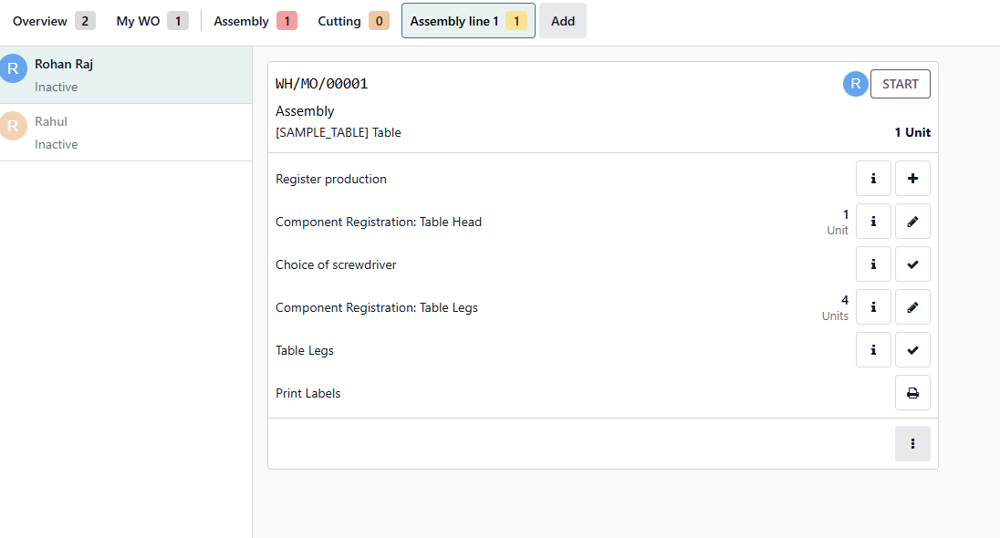 Overview 2 My WO 1 Assembly 1 Cutting 0 Assembly line 1 1 Add
R Rohan Raj
Inactive
R Rahul
Inactive
WH/MO/00001 R START
Assembly
[SAMPLE_TABLE] Table 1 Unit
Register production
Component Registration: Table Head 1
Unit
Choice of screwdriver
Component Registration: Table Legs 4
Units
Table Legs
Print Labels